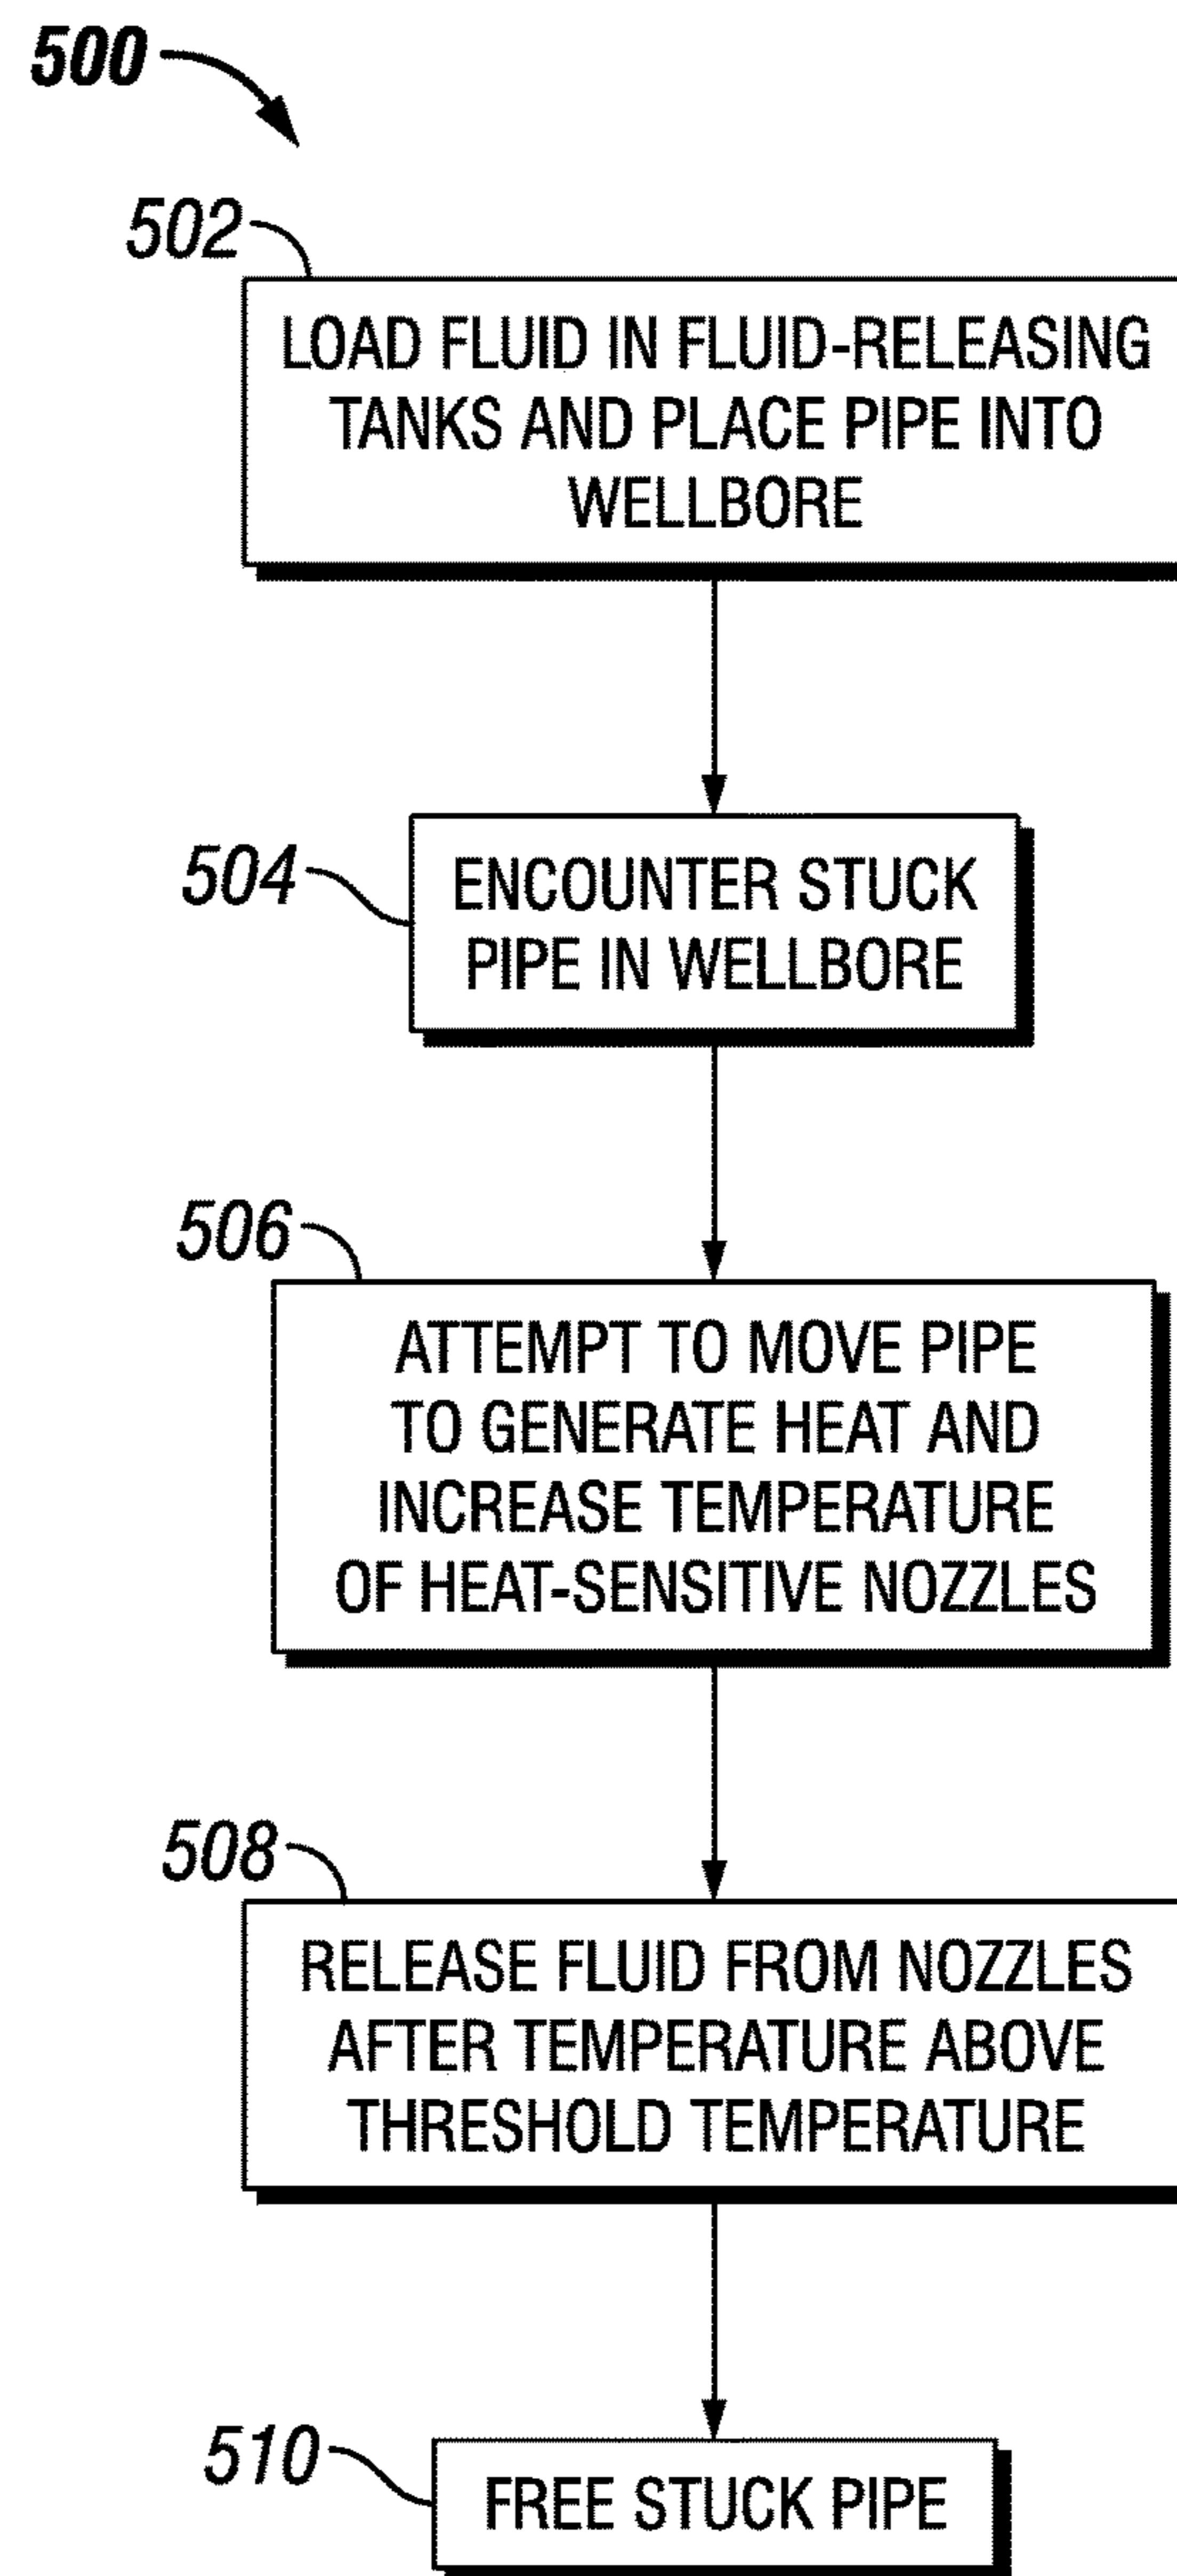 500
502
LOAD FLUID IN FLUID-RELEASING
TANKS AND PLACE PIPE INTO
WELLBORE
504
ENCOUNTER STUCK
PIPE IN WELLBORE
506
ATTEMPT TO MOVE PIPE
TO GENERATE HEAT AND
INCREASE TEMPERATURE
OF HEAT-SENSITIVE NOZZLES
508
RELEASE FLUID FROM NOZZLES
AFTER TEMPERATURE ABOVE
THRESHOLD TEMPERATURE
510
FREE STUCK PIPE